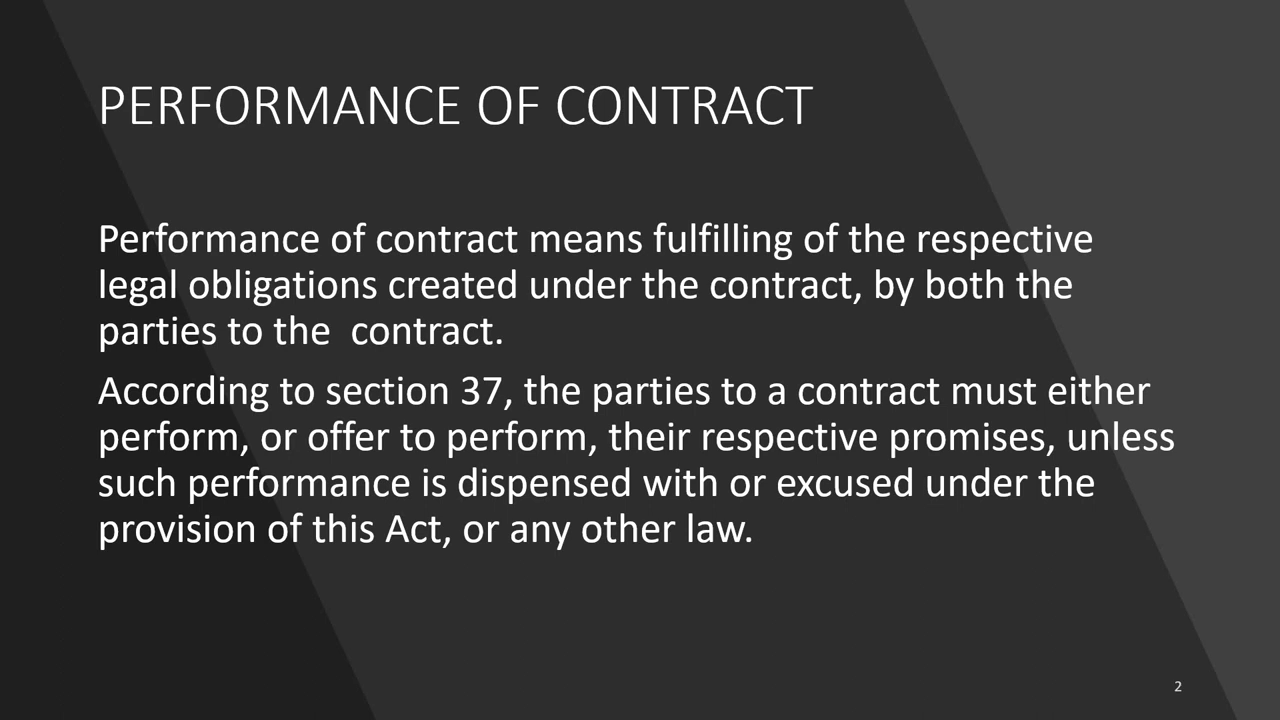 PERFORMANCE OF CONTRACT
Performance of contract means fulfilling of the respective
legal obligations created under the contract, by both the
parties to the  contract.
According to section 37, the parties to a contract must either
perform, or offer to perform, their respective promises, unless
such performance is dispensed with or excused under the
provision of this Act, or any other law.
2